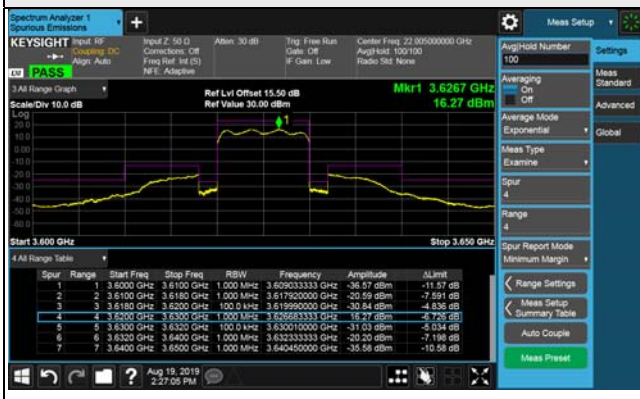 Spectrum Analyzer 1
Spurious Emissions
+
Meas Setup
KEYSIGHT Input: RF Input Z: 50 Ω Atten: 30 dB Trig: Free Run Center Freq: 22.005000000 GHz
Coupling: DC Corrections: Off Gate: Off Avg|Hold: 100/100
Align: Auto Freq Ref: Int (S) IF Gain: Low Radio Std: None
NFE: Adaptive
PASS
3 All Range Graph
Ref Lvl Offset 15.50 dB
Mkr1 3.6267 GHz
Scale/Div 10.0 dB
Ref Value 30.00 dBm
16.27 dBm
Log
20.0
10.0
0.00
-10.0
-20.0
-30.0
-40.0
-50.0
-60.0
1
Start 3.600 GHz
Stop 3.650 GHz
4 All Range Table
Spur Range Start Freq Stop Freq RBW Frequency Amplitude ΔLimit
1 1 3.6000 GHz 3.6100 GHz 1.000 MHz 3.609033333 GHz -36.57 dBm -11.57 dB
2 2 3.6100 GHz 3.6180 GHz 1.000 MHz 3.617920000 GHz -20.59 dBm -7.591 dB
3 3 3.6180 GHz 3.6200 GHz 100.0 kHz 3.619990000 GHz -30.84 dBm -4.836 dB
4 4 3.6200 GHz 3.6300 GHz 1.000 MHz 3.626683333 GHz 16.27 dBm -6.726 dB
5 5 3.6300 GHz 3.6320 GHz 100.0 kHz 3.630010000 GHz -31.03 dBm -5.034 dB
6 6 3.6320 GHz 3.6400 GHz 1.000 MHz 3.632333333 GHz -20.20 dBm -7.198 dB
7 7 3.6400 GHz 3.6500 GHz 1.000 MHz 3.640450000 GHz -35.58 dBm -10.58 dB
Avg|Hold Number
100
Averaging
On
Off
Average Mode
Exponential
Meas Type
Examine
Spur
4
Range
4
Spur Report Mode
Minimum Margin
Range Settings
Meas Setup
Summary Table
Auto Couple
Meas Preset
Settings
Meas
Standard
Advanced
Global
?
Aug 19, 2019
2:27:05 PM